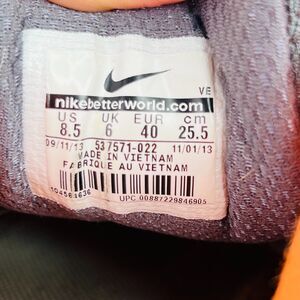 VE
nikebetterworld.com
US UK EUR cm
8.5 6 40 25.5
09/11/13 537571-022 11/01/13
MADE IN VIETNAM
FABRIQUE AU VIETNAM
104561636
UPC 00887229846905